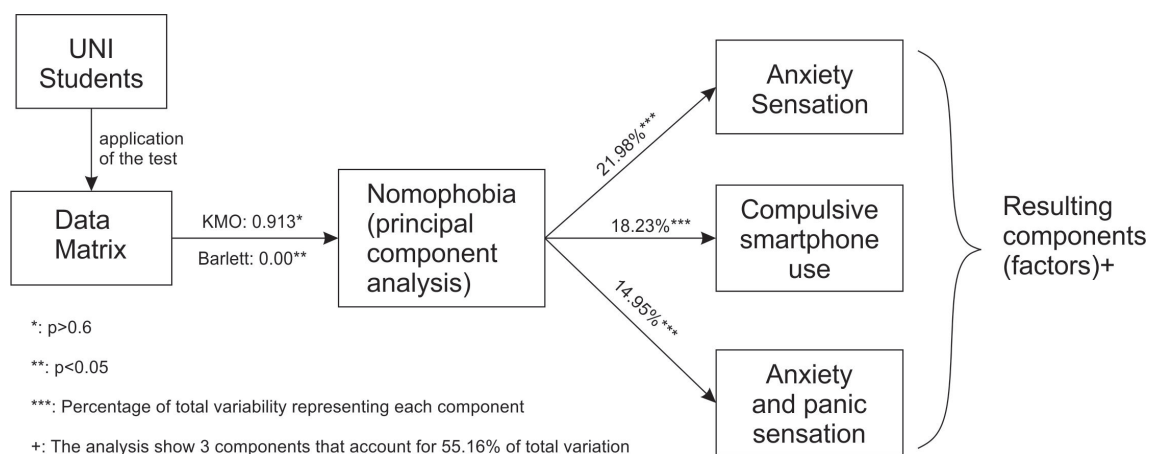 UNI
Students
application
of the test
Data
Matrix
KMO: 0.913*
Barlett: 0.00**
Nomophobia
(principal
component
analysis)
21.98%***
18.23%***
14.95%***
Anxiety
Sensation
Compulsive
smartphone
use
Anxiety
and panic
sensation
Resulting
components
(factors)+
*: p>0.6
**: p<0.05
***: Percentage of total variability representing each component
+: The analysis show 3 components that account for 55.16% of total variation